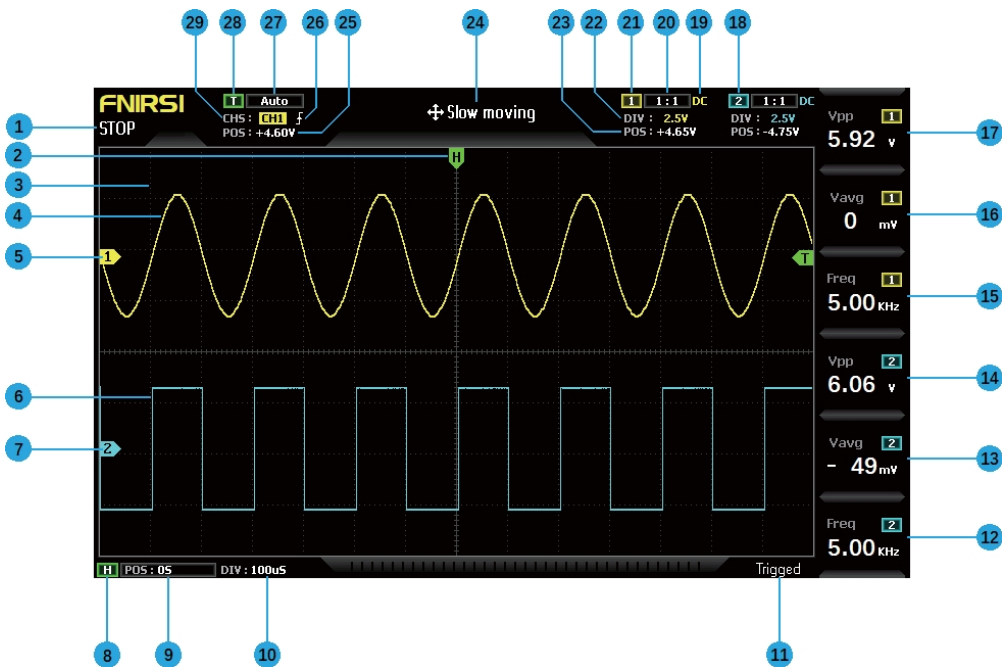 29 28 27 26 25 24 23 22 21 20 19 18
FNIRSI
T Auto
CHS: CH1
POS: +4.60V
Slow moving
1 1:1 DC
DIV: 2.5V
POS: +4.65V
2 1:1 DC
DIV: 2.5V
POS: -4.75V
1
STOP
2
H
3
4
5
1
T
6
7
2
Vpp 1
5.92 v
17
Vavg 1
0 mV
16
Freq 1
5.00 KHz
15
Vpp 2
6.06 v
14
Vavg 2
- 49 mV
13
Freq 2
5.00 KHz
12
H POS: 0S DIV: 100uS
Trigged
8 9 10 11